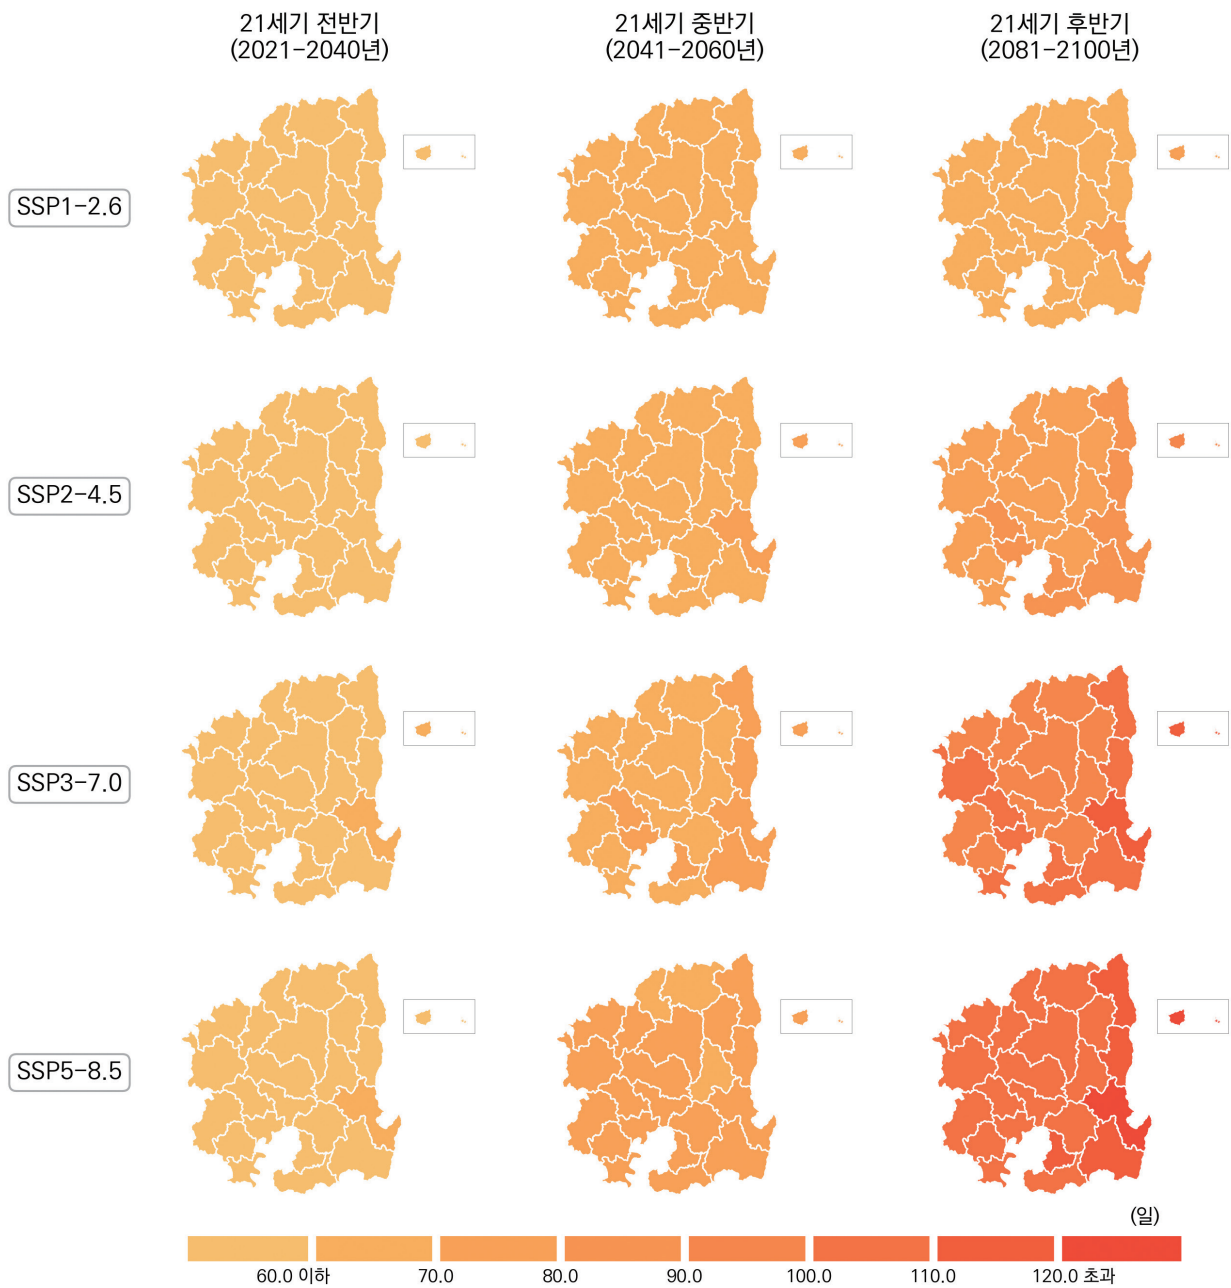 21세기 전반기
(2021-2040년)
21세기 중반기
(2041-2060년)
21세기 후반기
(2081-2100년)
SSP1-2.6
SSP2-4.5
SSP3-7.0
SSP5-8.5
(일)
60.0 이하
70.0
80.0
90.0
100.0
110.0
120.0 초과